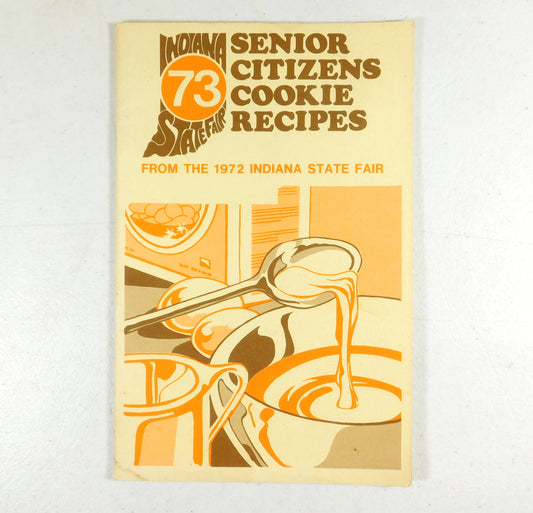 INDIANA
73
STATE FAIR
SENIOR
CITIZENS
COOKIE
RECIPES
FROM THE 1972 INDIANA STATE FAIR